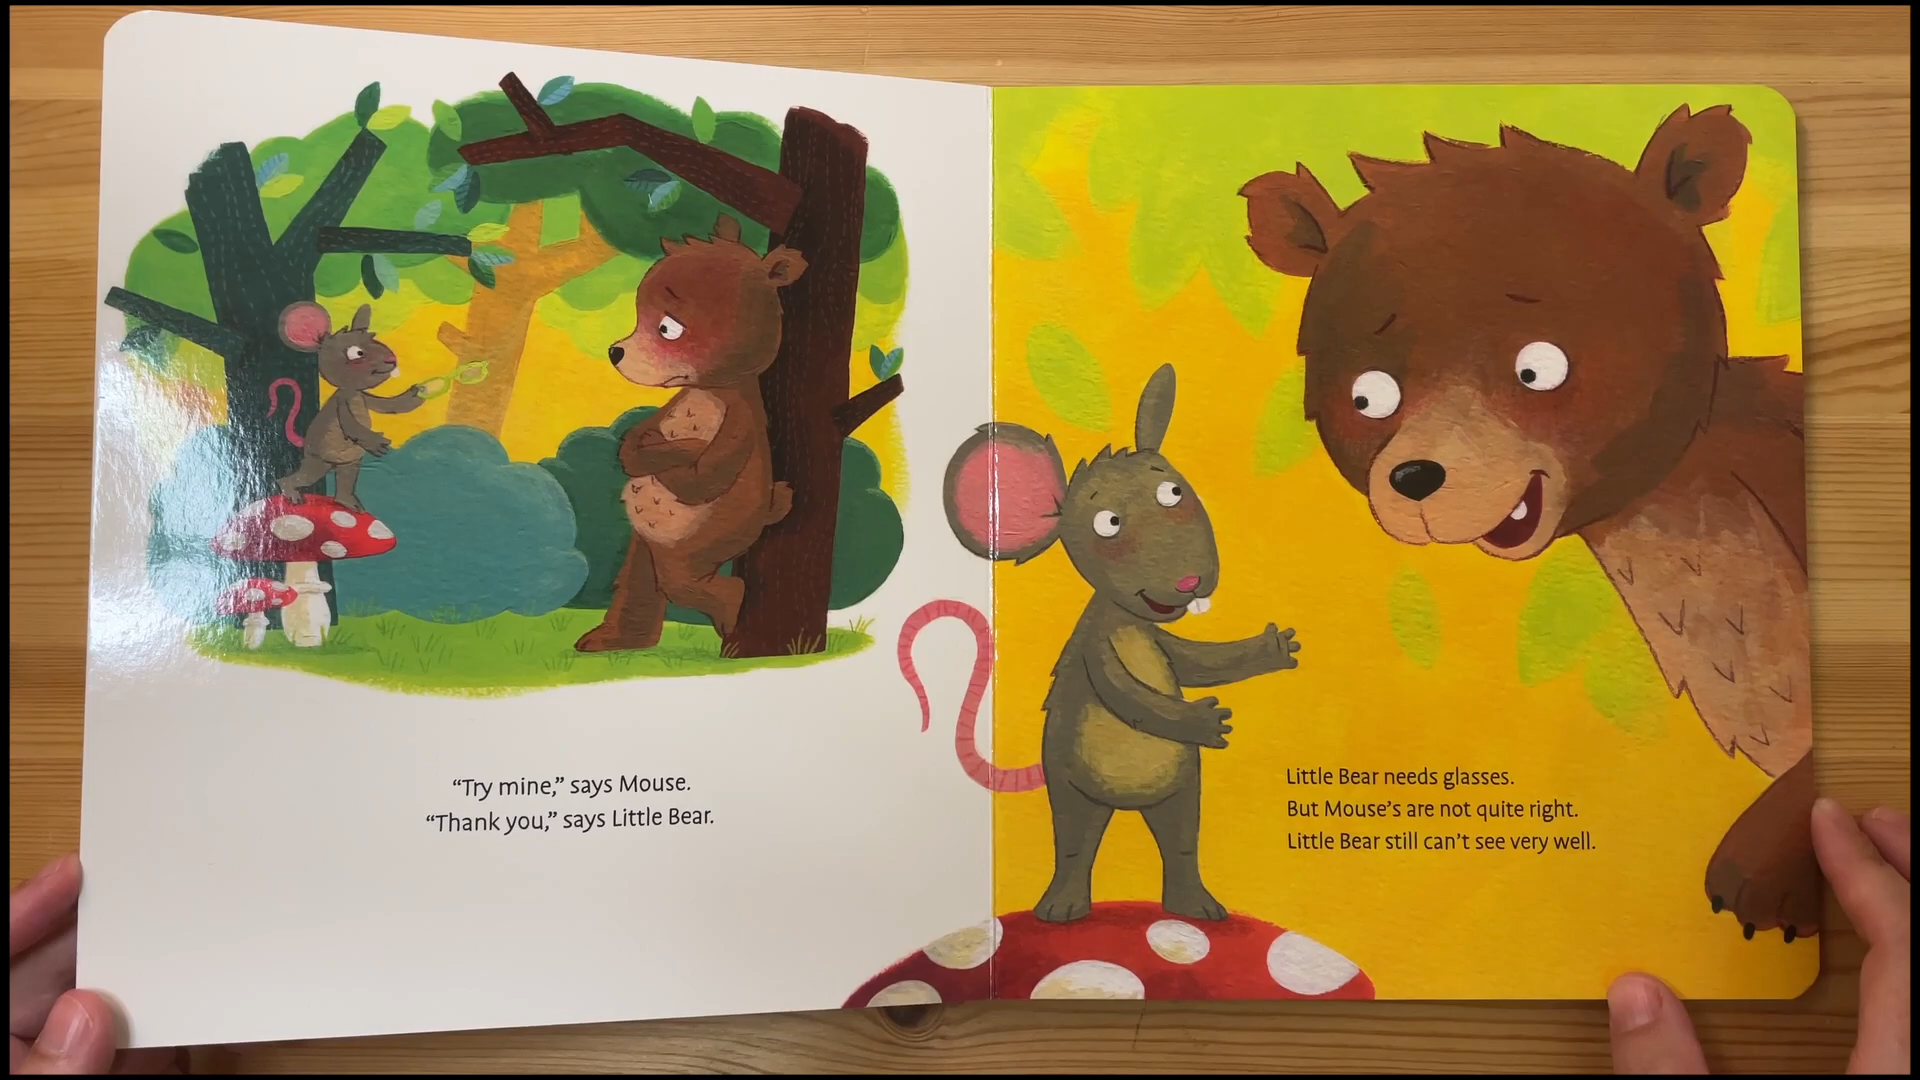 “Try mine,” says Mouse.
“Thank you,” says Little Bear.
Little Bear needs glasses.
But Mouse’s are not quite right.
Little Bear still can’t see very well.